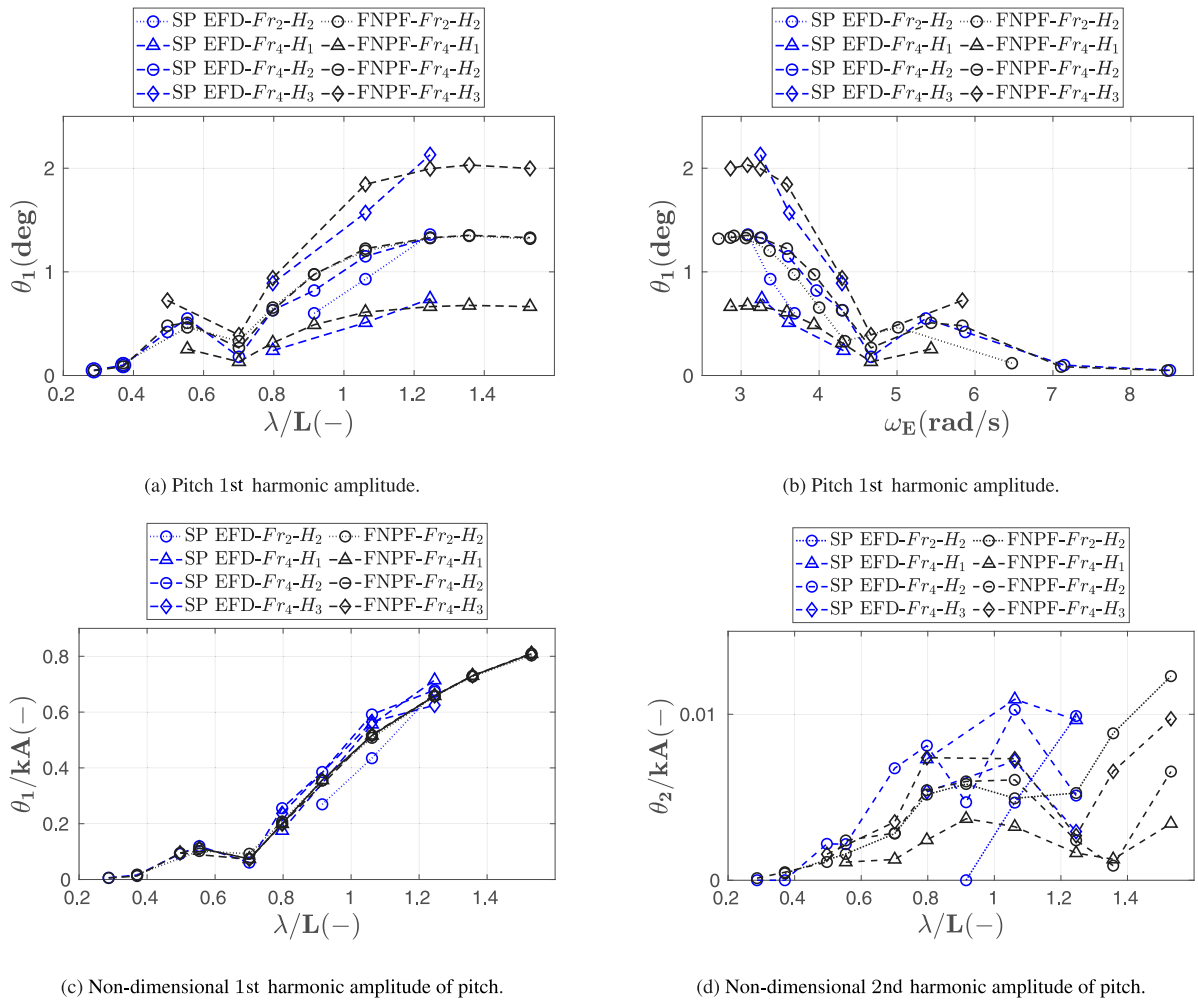 SP EFD-Fr₂-H₂ FNPF-Fr₂-H₂
SP EFD-Fr₄-H₁ FNPF-Fr₄-H₁
SP EFD-Fr₄-H₂ FNPF-Fr₄-H₂
SP EFD-Fr₄-H₃ FNPF-Fr₄-H₃
2
1
0
θ₁(deg)
0.2 0.4 0.6 0.8 1 1.2 1.4
λ/L(−)
(a) Pitch 1st harmonic amplitude.
SP EFD-Fr₂-H₂ FNPF-Fr₂-H₂
SP EFD-Fr₄-H₁ FNPF-Fr₄-H₁
SP EFD-Fr₄-H₂ FNPF-Fr₄-H₂
SP EFD-Fr₄-H₃ FNPF-Fr₄-H₃
2
1
0
θ₁(deg)
3 4 5 6 7 8
ω_E(rad/s)
(b) Pitch 1st harmonic amplitude.
SP EFD-Fr₂-H₂ FNPF-Fr₂-H₂
SP EFD-Fr₄-H₁ FNPF-Fr₄-H₁
SP EFD-Fr₄-H₂ FNPF-Fr₄-H₂
SP EFD-Fr₄-H₃ FNPF-Fr₄-H₃
0.8
0.6
0.4
0.2
0
θ₁/kA(−)
0.2 0.4 0.6 0.8 1 1.2 1.4
λ/L(−)
(c) Non-dimensional 1st harmonic amplitude of pitch.
SP EFD-Fr₂-H₂ FNPF-Fr₂-H₂
SP EFD-Fr₄-H₁ FNPF-Fr₄-H₁
SP EFD-Fr₄-H₂ FNPF-Fr₄-H₂
SP EFD-Fr₄-H₃ FNPF-Fr₄-H₃
0.01
0
θ₂/kA(−)
0.2 0.4 0.6 0.8 1 1.2 1.4
λ/L(−)
(d) Non-dimensional 2nd harmonic amplitude of pitch.